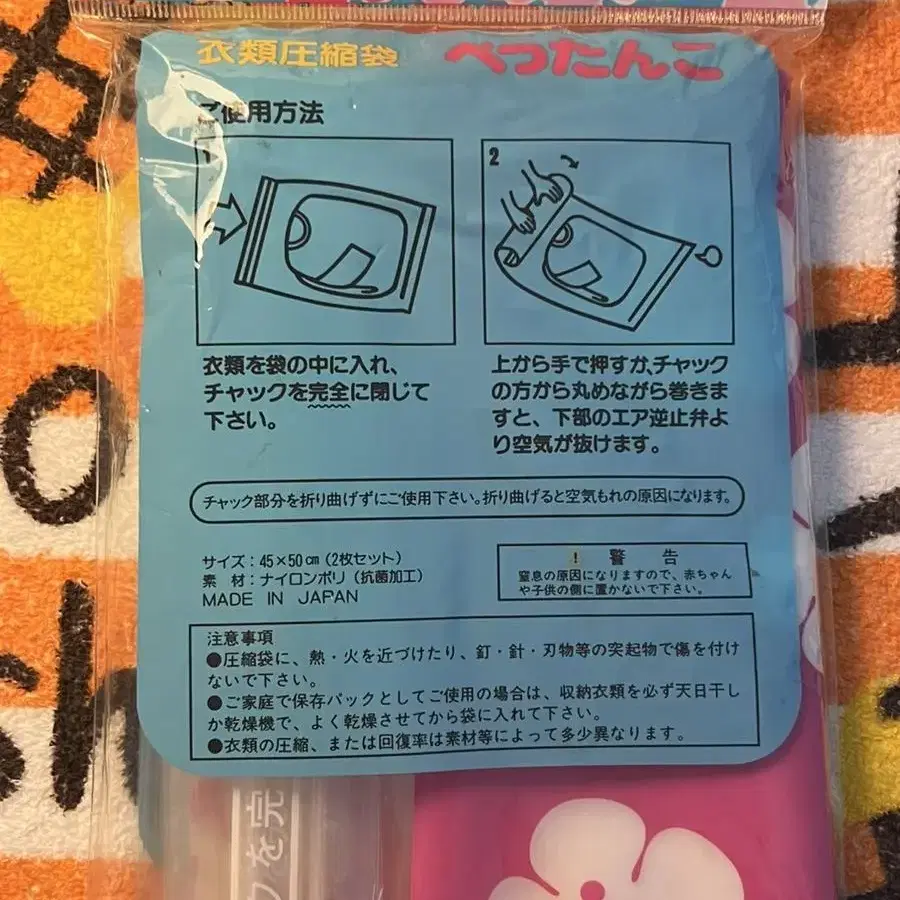 衣類圧縮袋 ぺったんこ
ご使用方法
1
2
衣類を袋の中に入れ、
チャックを完全に閉じて
下さい。
上から手で押すか、チャック
の方から丸めながら巻きま
すと、下部のエア逆止弁よ
り空気が抜けます。
チャック部分を折り曲げずにご使用下さい。折り曲げると空気もれの原因になります。
サイズ：45×50㎝（2枚セット）
素　材：ナイロンポリ（抗菌加工）
MADE IN JAPAN
! 警　告
窒息の原因になりますので、赤ちゃん
や子供の側に置かないで下さい。
注意事項
●圧縮袋に、熱・火を近づけたり、釘・針・刃物等の突起物で傷を付け
ないで下さい。
●ご家庭で保存パックとしてご使用の場合は、収納衣類を必ず天日干し
か乾燥機で、よく乾燥させてから袋に入れて下さい。
●衣類の圧縮、または回復率は素材等によって多少異なります。
クを完
sh